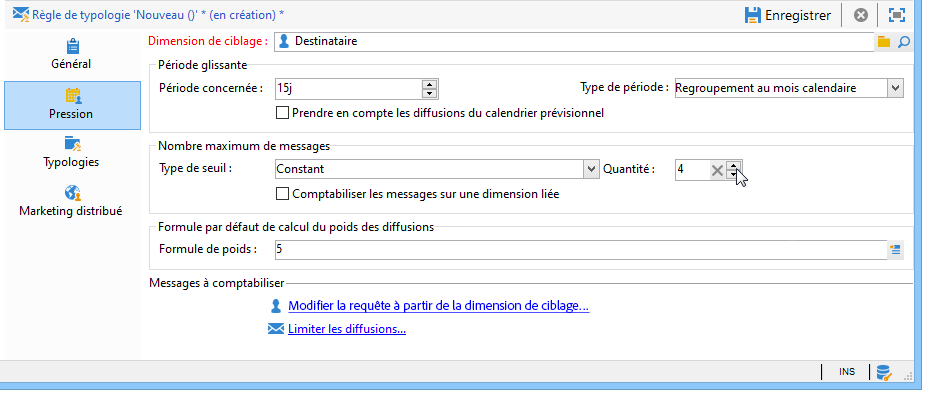 Règle de typologie 'Nouveau ()' * (en création) *
Enregistrer
Général
Pression
Typologies
Marketing distribué
Dimension de ciblage :
Destinataire
Période glissante
Période concernée :
15j
Type de période :
Regroupement au mois calendaire
Prendre en compte les diffusions du calendrier prévisionnel
Nombre maximum de messages
Type de seuil :
Constant
Quantité :
4
Comptabiliser les messages sur une dimension liée
Formule par défaut de calcul du poids des diffusions
Formule de poids :
5
Messages à comptabiliser
Modifier la requête à partir de la dimension de ciblage...
Limiter les diffusions...
INS